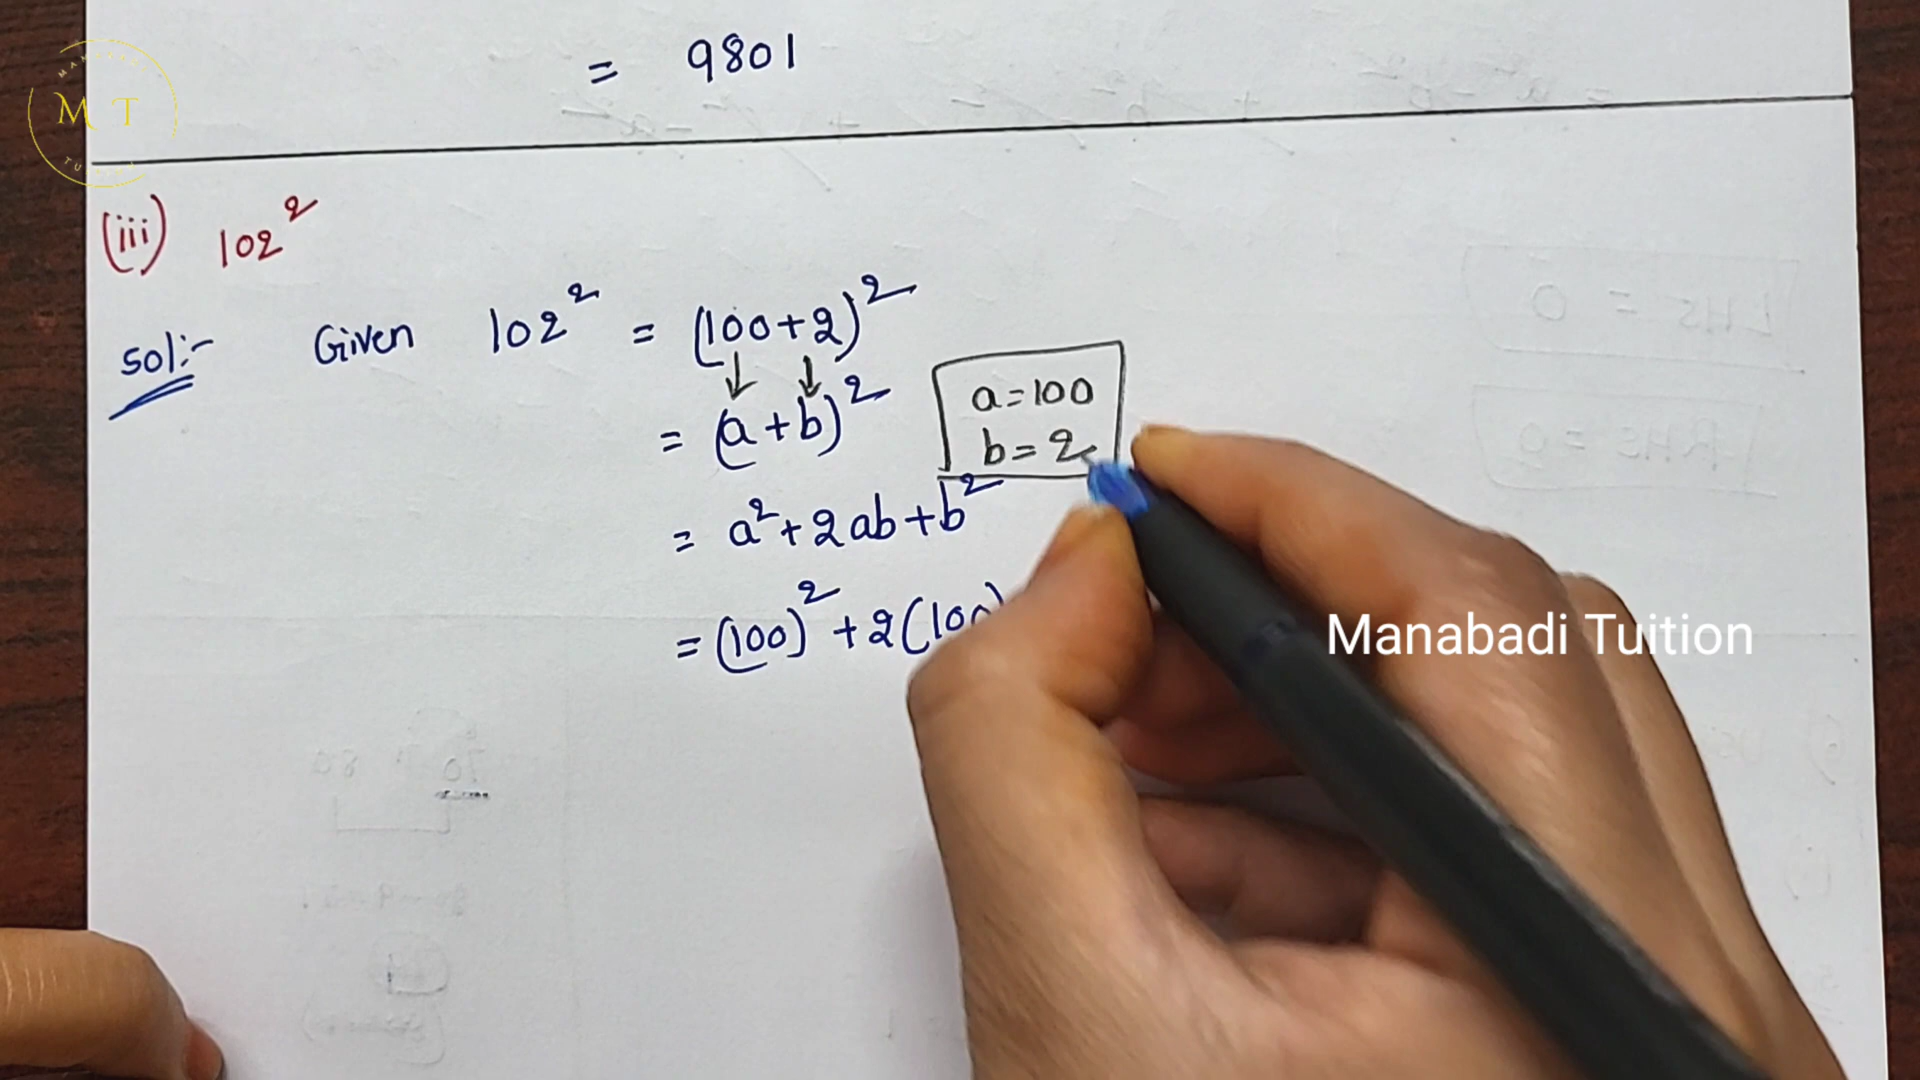 = 9801
M T
(iii) 102²
Sol:- Given 102² = (100+2)²
= (a+b)²
a=100
b=2
= a²+2ab+b²
= (100)²+2(100)
Manabadi Tuition